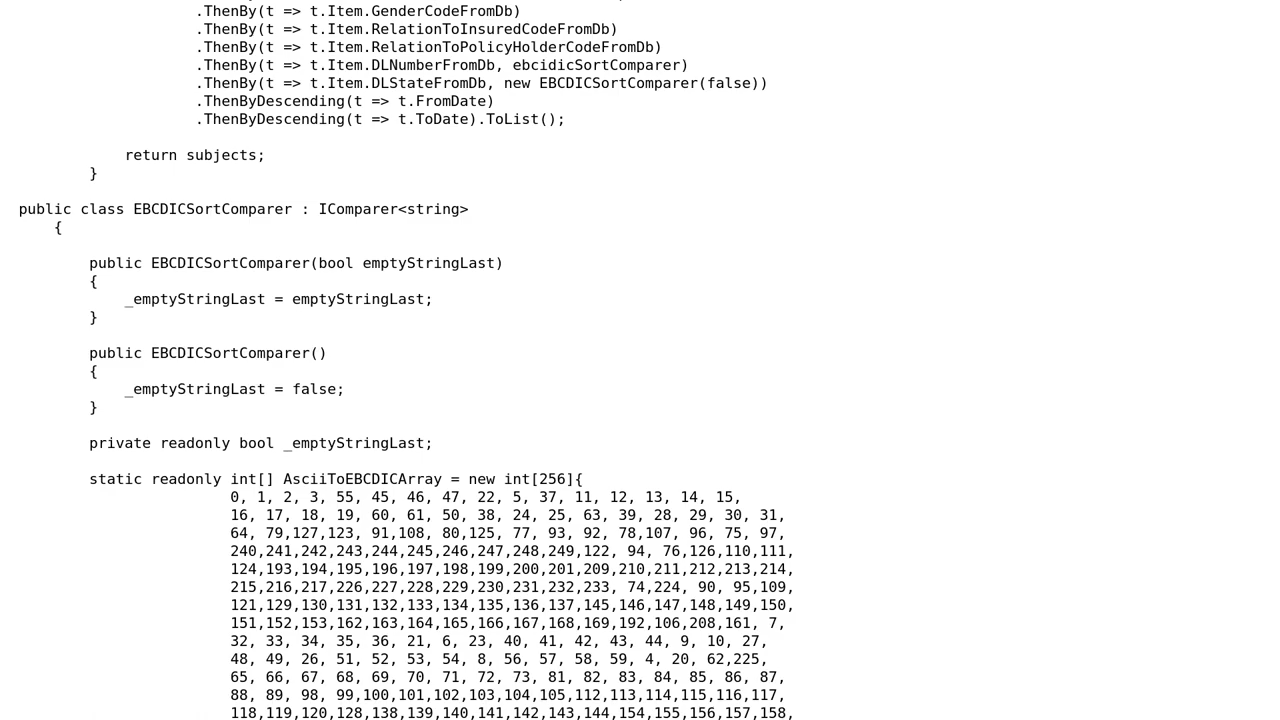 .ThenBy(t => t.Item.GenderCodeFromDb)
.ThenBy(t => t.Item.RelationToInsuredCodeFromDb)
.ThenBy(t => t.Item.RelationToPolicyHolderCodeFromDb)
.ThenBy(t => t.Item.DLNumberFromDb, ebcidicSortComparer)
.ThenBy(t => t.Item.DLStateFromDb, new EBCDICSortComparer(false))
.ThenByDescending(t => t.FromDate)
.ThenByDescending(t => t.ToDate).ToList();
return subjects;
}
public class EBCDICSortComparer : IComparer<string>
{
public EBCDICSortComparer(bool emptyStringLast)
{
_emptyStringLast = emptyStringLast;
}
public EBCDICSortComparer()
{
_emptyStringLast = false;
}
private readonly bool _emptyStringLast;
static readonly int[] AsciiToEBCDICArray = new int[256]{
0, 1, 2, 3, 55, 45, 46, 47, 22, 5, 37, 11, 12, 13, 14, 15,
16, 17, 18, 19, 60, 61, 50, 38, 24, 25, 63, 39, 28, 29, 30, 31,
64, 79,127,123, 91,108, 80,125, 77, 93, 92, 78,107, 96, 75, 97,
240,241,242,243,244,245,246,247,248,249,122, 94, 76,126,110,111,
124,193,194,195,196,197,198,199,200,201,209,210,211,212,213,214,
215,216,217,226,227,228,229,230,231,232,233, 74,224, 90, 95,109,
121,129,130,131,132,133,134,135,136,137,145,146,147,148,149,150,
151,152,153,162,163,164,165,166,167,168,169,192,106,208,161, 7,
32, 33, 34, 35, 36, 21, 6, 23, 40, 41, 42, 43, 44, 9, 10, 27,
48, 49, 26, 51, 52, 53, 54, 8, 56, 57, 58, 59, 4, 20, 62,225,
65, 66, 67, 68, 69, 70, 71, 72, 73, 81, 82, 83, 84, 85, 86, 87,
88, 89, 98, 99,100,101,102,103,104,105,112,113,114,115,116,117,
118,119,120,128,138,139,140,141,142,143,144,154,155,156,157,158,